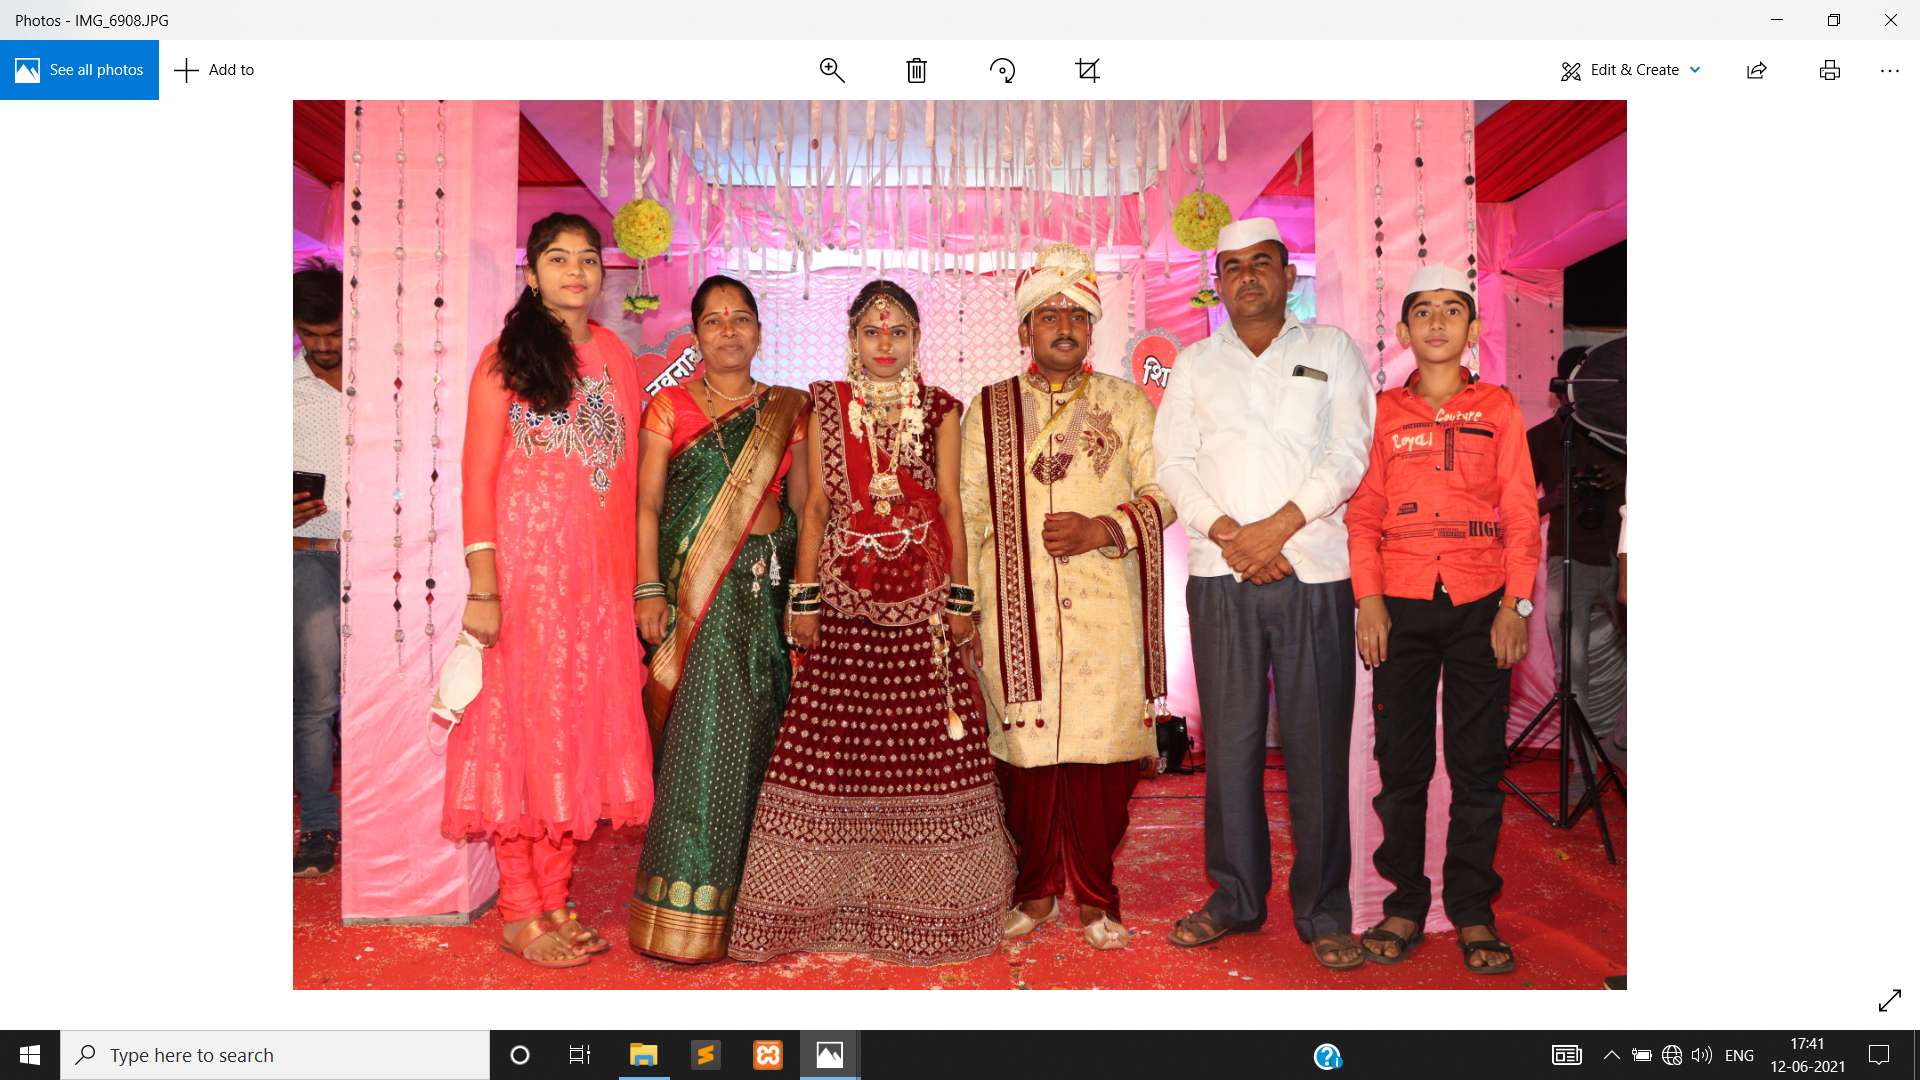 Photos - IMG_6908.JPG
See all photos
Add to
Edit & Create
नवना
शि
Couture
Royal
HIGH
Type here to search
ENG
17:41
12-06-2021